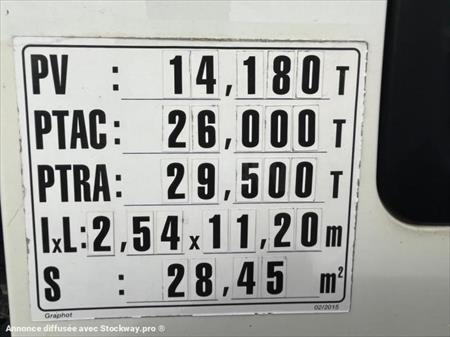 PV : 14,180 T
PTAC : 26,000 T
PTRA : 29,500 T
IxL: 2,54 x 11,20 m
S : 28,45 m²
Graphot 02/2015
Annonce diffusée avec Stockway.pro ®